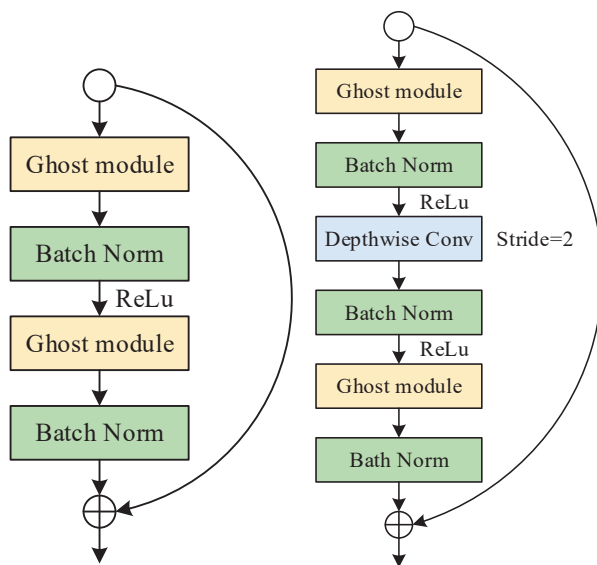 Ghost module
Batch Norm
ReLu
Ghost module
Batch Norm
Ghost module
Batch Norm
ReLu
Depthwise Conv
Stride=2
Batch Norm
ReLu
Ghost module
Bath Norm